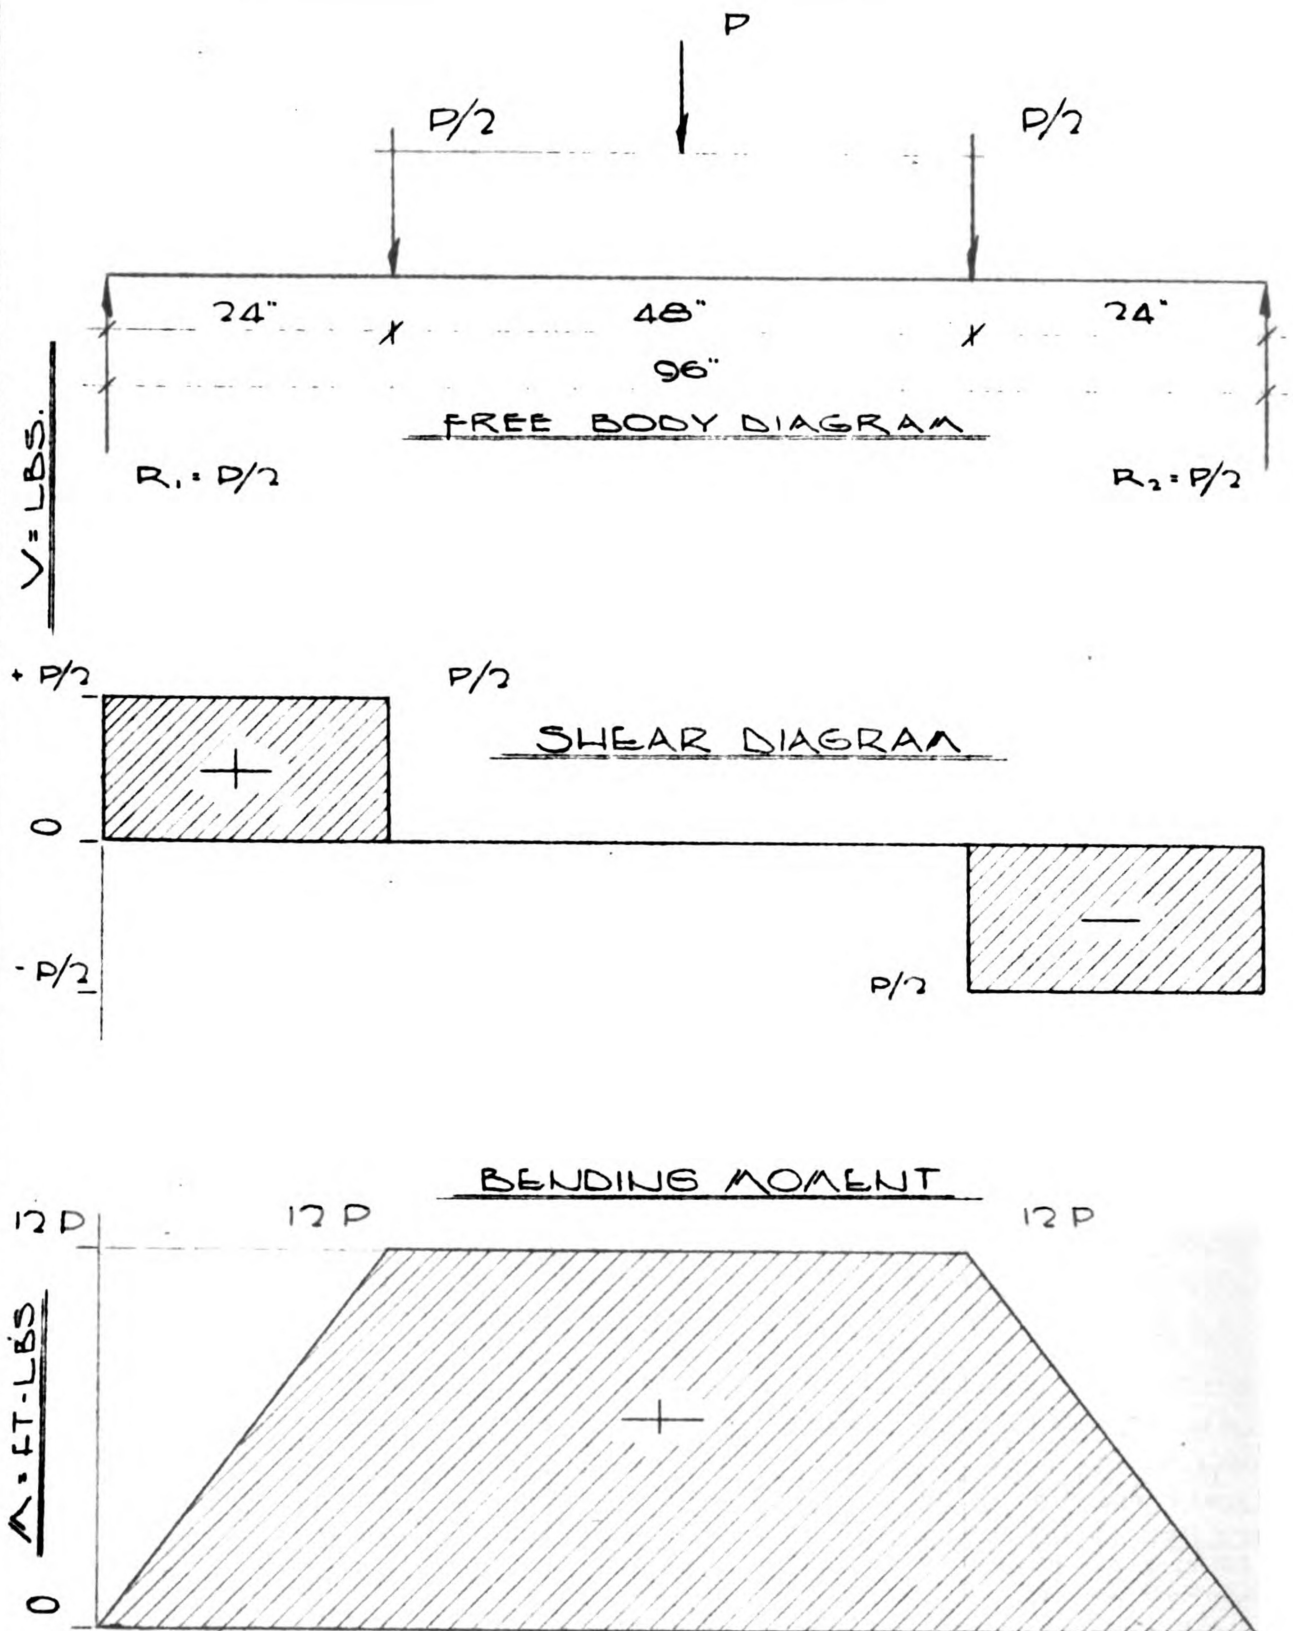 P
P/2 P/2
24" 48" 24"
96"
FREE BODY DIAGRAM
R₁ = P/2 R₂ = P/2
V = LBS.
+ P/2 P/2
SHEAR DIAGRAM
+
0
—
- P/2 P/2
BENDING MOMENT
12 P 12 P 12 P
+
M = FT-LBS
0